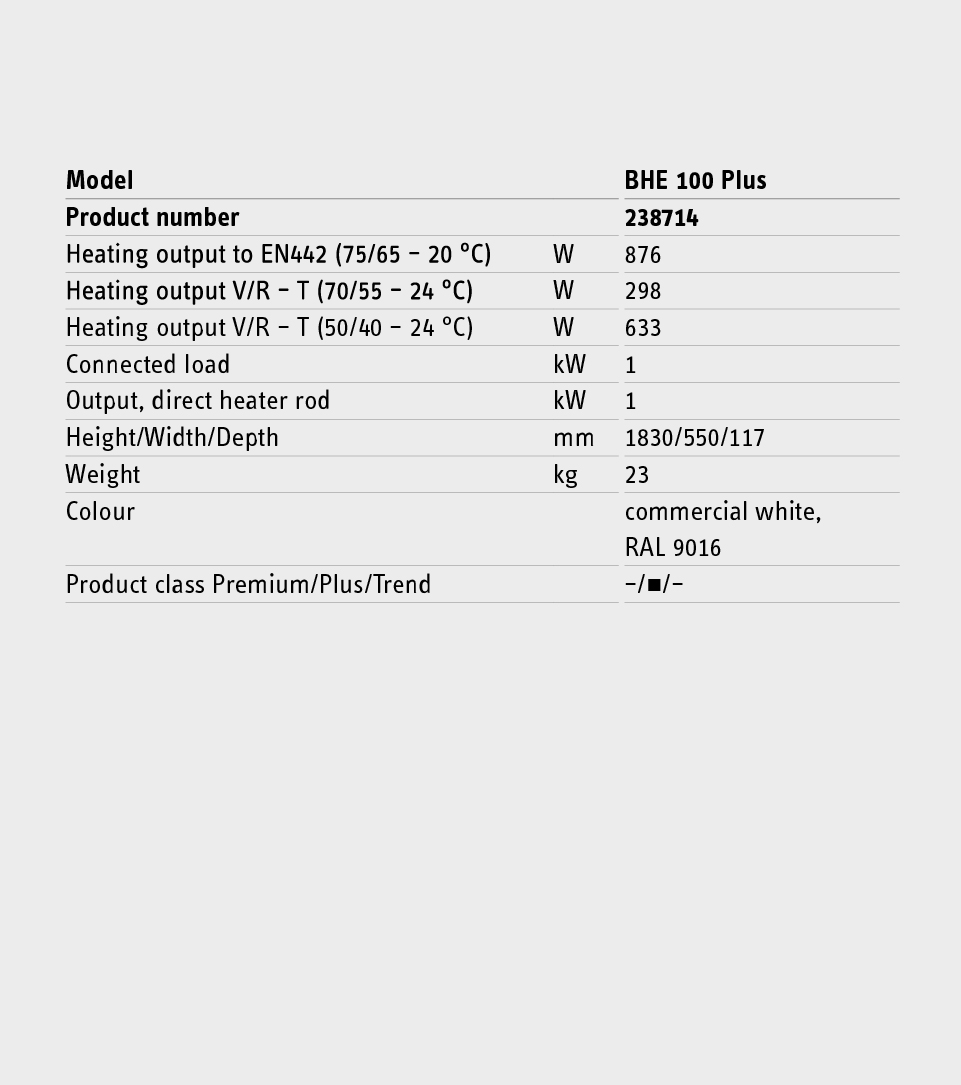 Model BHE 100 Plus
Product number 238714
Heating output to EN442 (75/65 – 20 °C) W 876
Heating output V/R – T (70/55 – 24 °C) W 298
Heating output V/R – T (50/40 – 24 °C) W 633
Connected load kW 1
Output, direct heater rod kW 1
Height/Width/Depth mm 1830/550/117
Weight kg 23
Colour commercial white,
RAL 9016
Product class Premium/Plus/Trend –/■/–